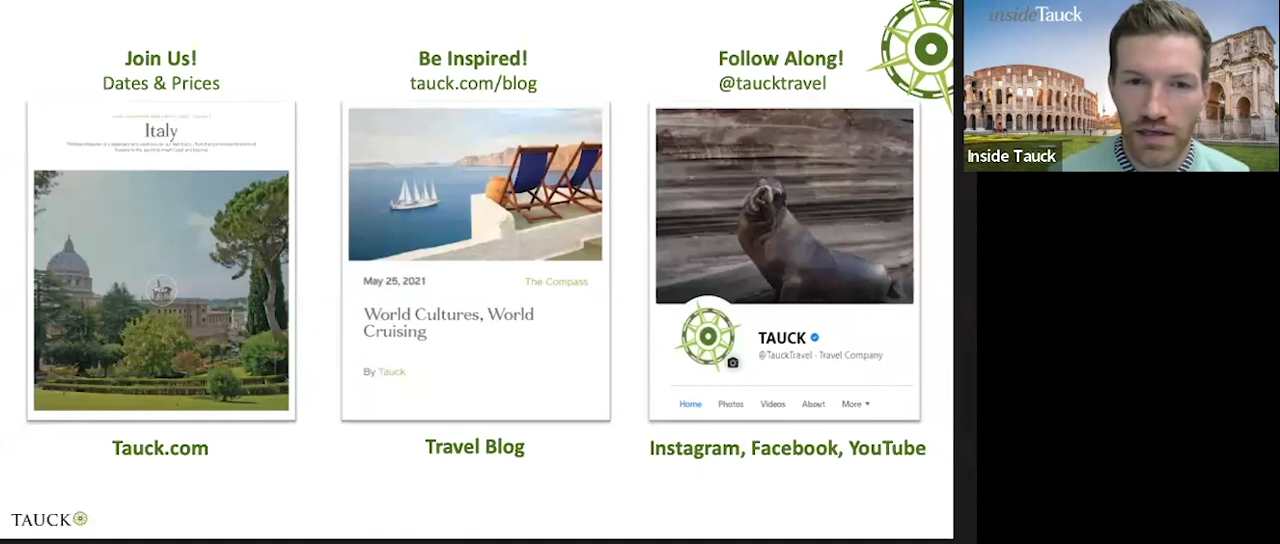 Join Us!
Dates & Prices
Italy
Tauck.com
Be Inspired!
tauck.com/blog
May 25, 2021
The Compass
World Cultures, World
Cruising
By Tauck
Travel Blog
Follow Along!
@taucktravel
TAUCK
@TauckTravel · Travel Company
Home Photos Videos About More
Instagram, Facebook, YouTube
TAUCK
insideTauck
Inside Tauck